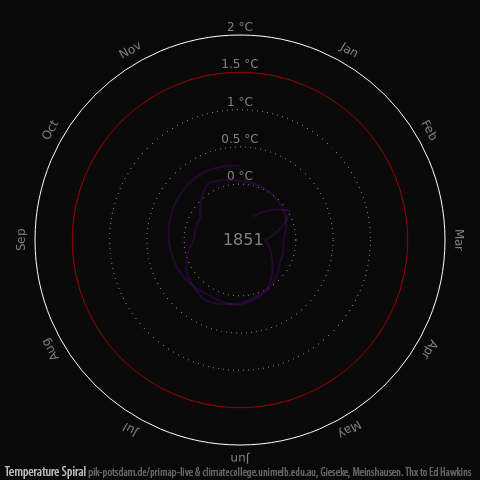 2 °C
Nov
Jan
1.5 °C
1 °C
Oct
Feb
0.5 °C
0 °C
Sep
1851
Mar
Aug
Apr
Jul
May
Jun
Temperature Spiral pik-potsdam.de/primap-live & climatecollege.unimelb.edu.au, Gieseke, Meinshausen. Thx to Ed Hawkins